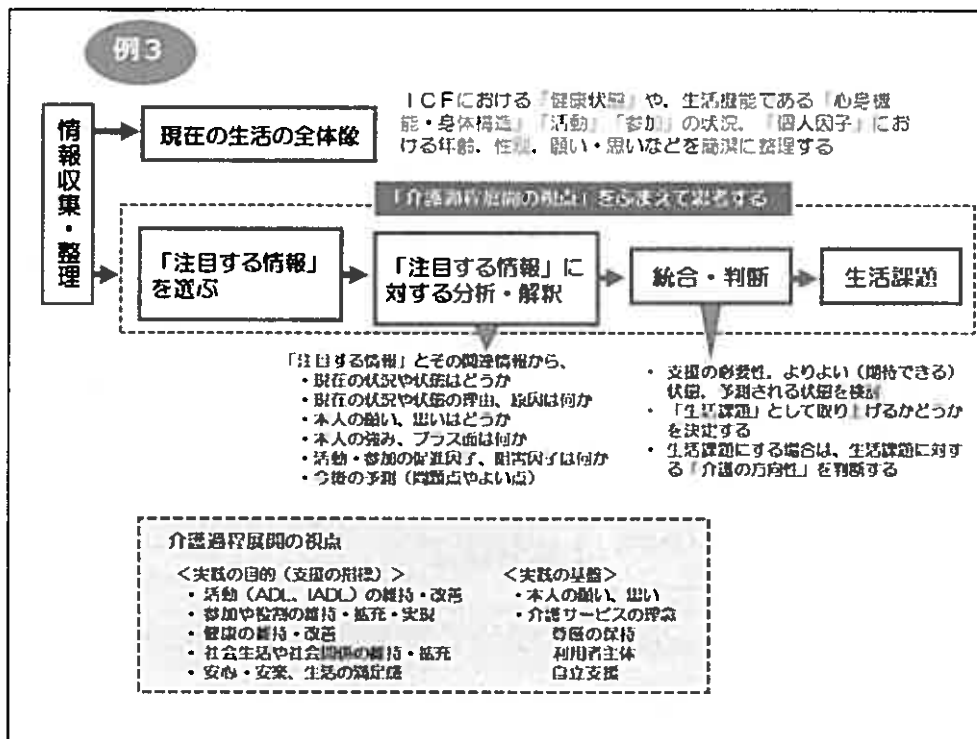 例3
情報収集・整理
現在の生活の全体像
ICFにおける「健康状態」や、生活機能である「心身機
能・身体構造」「活動」「参加」の状況、「個人因子」にお
ける年齢、性別、願い・思いなどを簡潔に整理する
「介護過程展開の視点」をふまえて思考する
「注目する情報」
を選ぶ
「注目する情報」に
対する分析・解釈
統合・判断
生活課題
「注目する情報」とその関連情報から、
・現在の状況や状態はどうか
・現在の状況や状態の理由、原因は何か
・本人の願い、思いはどうか
・本人の強み、プラス面は何か
・活動・参加の促進因子、阻害因子は何か
・今後の予測（問題点やよい点）
・支援の必要性、よりよい（期待できる）
状態、予測される状態を検討
・「生活課題」として取り上げるかどうか
を決定する
・生活課題にする場合は、生活課題に対す
る「介護の方向性」を判断する
介護過程展開の視点
＜実践の目的（支援の指標）＞
・活動（ADL、IADL）の維持・改善
・参加や役割の維持・拡充・実現
・健康の維持・改善
・社会生活や社会関係の維持・拡充
・安心・安楽、生活の満足感
＜実践の基盤＞
・本人の願い、思い
・介護サービスの理念
尊厳の保持
利用者主体
自立支援